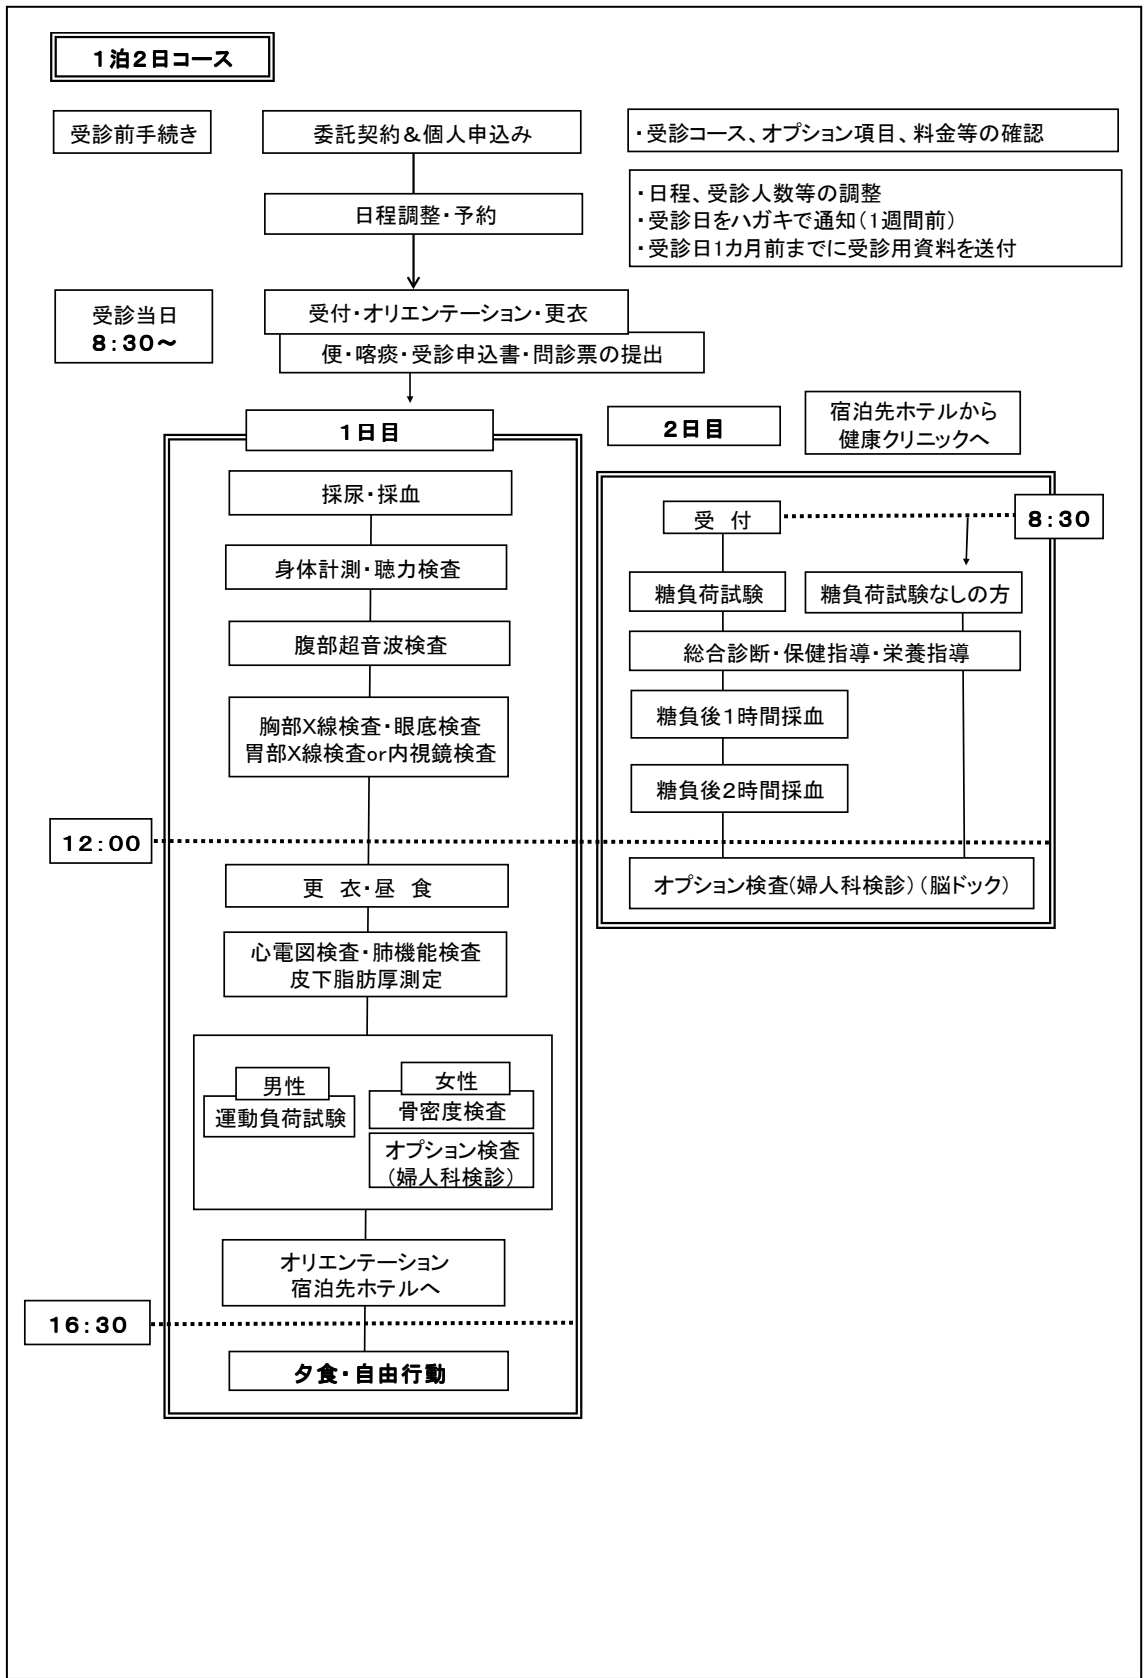 1泊2日コース
受診前手続き
委託契約＆個人申込み
・受診コース、オプション項目、料金等の確認
日程調整・予約
・日程、受診人数等の調整
・受診日をハガキで通知（1週間前）
・受診日1カ月前までに受診用資料を送付
受診当日
8：30～
受付・オリエンテーション・更衣
便・喀痰・受診申込書・問診票の提出
1日目
採尿・採血
身体計測・聴力検査
腹部超音波検査
胸部X線検査・眼底検査
胃部X線検査or内視鏡検査
12：00
更　衣・昼　食
心電図検査・肺機能検査
皮下脂肪厚測定
男性
運動負荷試験
女性
骨密度検査
オプション検査
（婦人科検診）
オリエンテーション
宿泊先ホテルへ
16：30
夕食・自由行動
2日目
宿泊先ホテルから
健康クリニックへ
受　付
8：30
糖負荷試験
糖負荷試験なしの方
総合診断・保健指導・栄養指導
糖負後1時間採血
糖負後2時間採血
オプション検査(婦人科検診)（脳ドック）